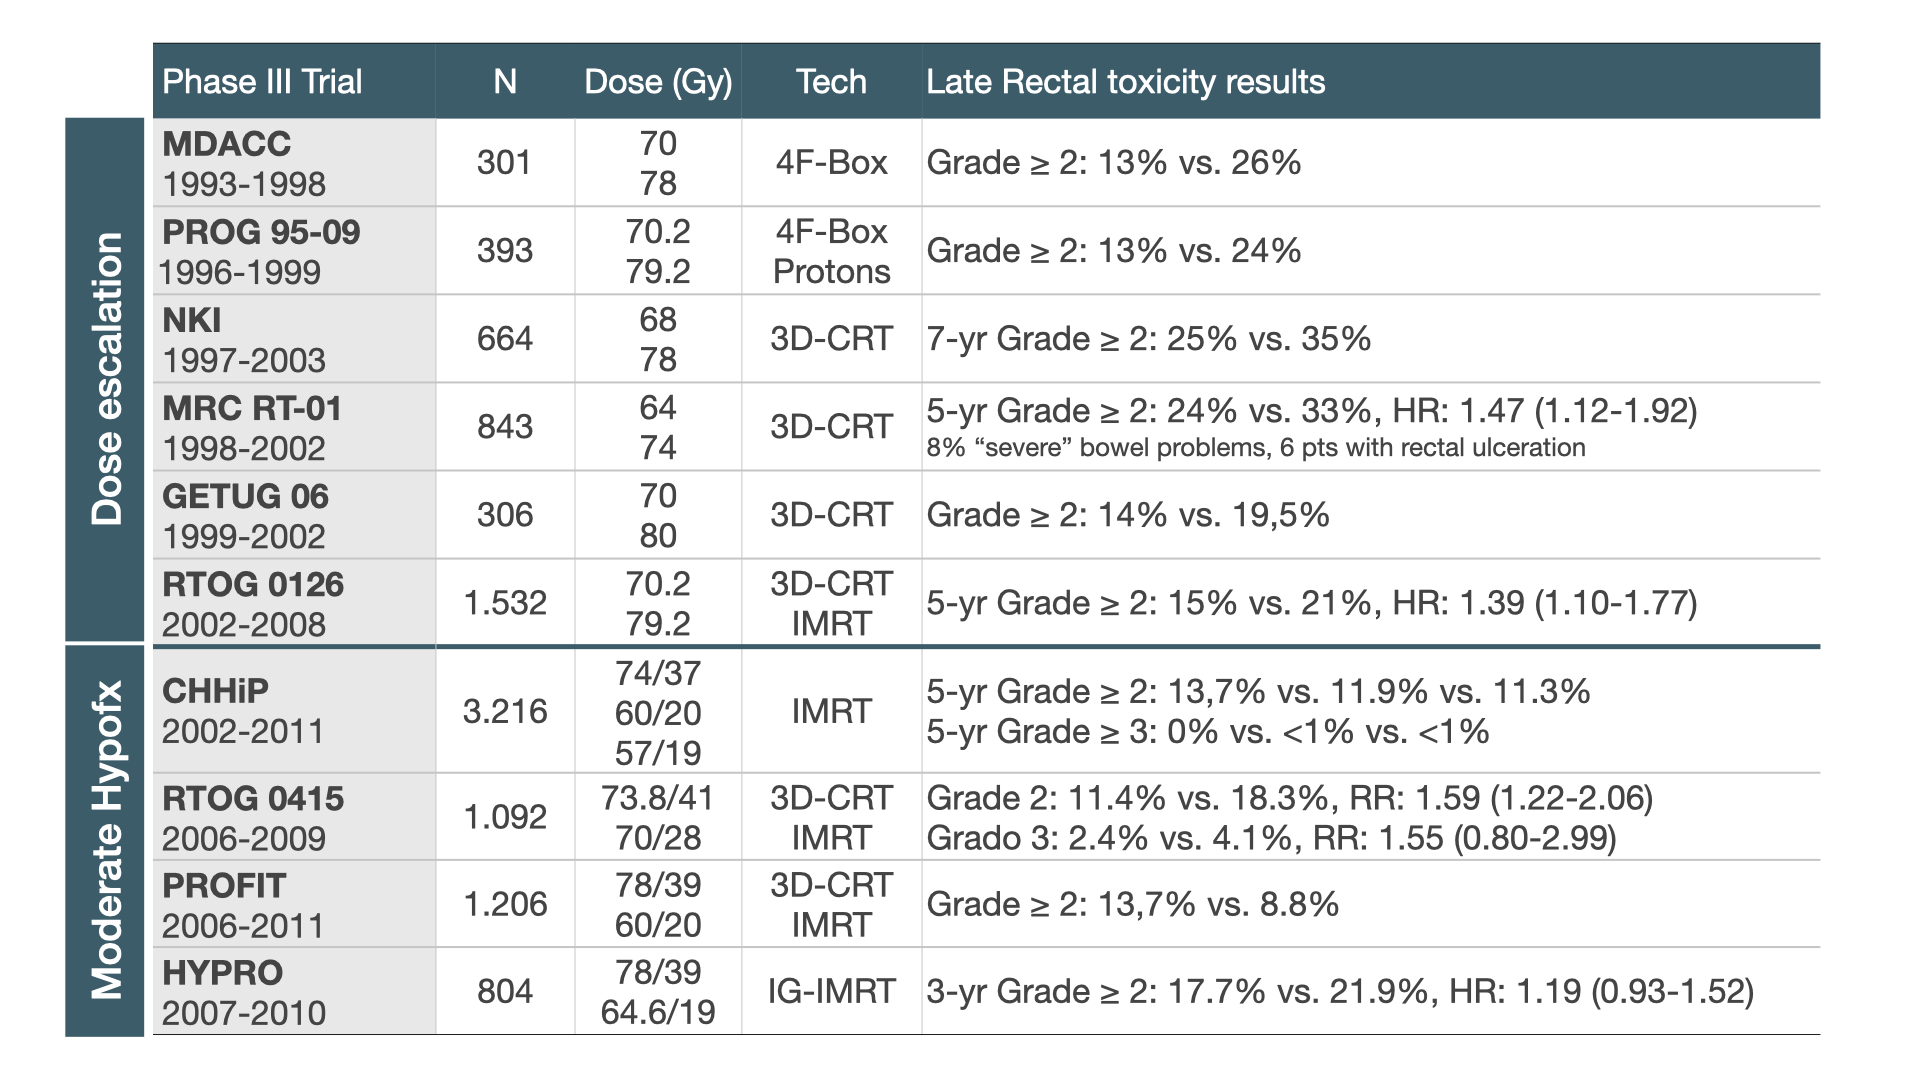 Phase III Trial N Dose (Gy) Tech Late Rectal toxicity results
Dose escalation
MDACC
1993-1998
301
70
78
4F-Box
Grade ≥ 2: 13% vs. 26%
PROG 95-09
1996-1999
393
70.2
79.2
4F-Box
Protons
Grade ≥ 2: 13% vs. 24%
NKI
1997-2003
664
68
78
3D-CRT
7-yr Grade ≥ 2: 25% vs. 35%
MRC RT-01
1998-2002
843
64
74
3D-CRT
5-yr Grade ≥ 2: 24% vs. 33%, HR: 1.47 (1.12-1.92)
8% “severe” bowel problems, 6 pts with rectal ulceration
GETUG 06
1999-2002
306
70
80
3D-CRT
Grade ≥ 2: 14% vs. 19,5%
RTOG 0126
2002-2008
1.532
70.2
79.2
3D-CRT
IMRT
5-yr Grade ≥ 2: 15% vs. 21%, HR: 1.39 (1.10-1.77)
Moderate Hypofx
CHHiP
2002-2011
3.216
74/37
60/20
57/19
IMRT
5-yr Grade ≥ 2: 13,7% vs. 11.9% vs. 11.3%
5-yr Grade ≥ 3: 0% vs. <1% vs. <1%
RTOG 0415
2006-2009
1.092
73.8/41
70/28
3D-CRT
IMRT
Grade 2: 11.4% vs. 18.3%, RR: 1.59 (1.22-2.06)
Grado 3: 2.4% vs. 4.1%, RR: 1.55 (0.80-2.99)
PROFIT
2006-2011
1.206
78/39
60/20
3D-CRT
IMRT
Grade ≥ 2: 13,7% vs. 8.8%
HYPRO
2007-2010
804
78/39
64.6/19
IG-IMRT
3-yr Grade ≥ 2: 17.7% vs. 21.9%, HR: 1.19 (0.93-1.52)